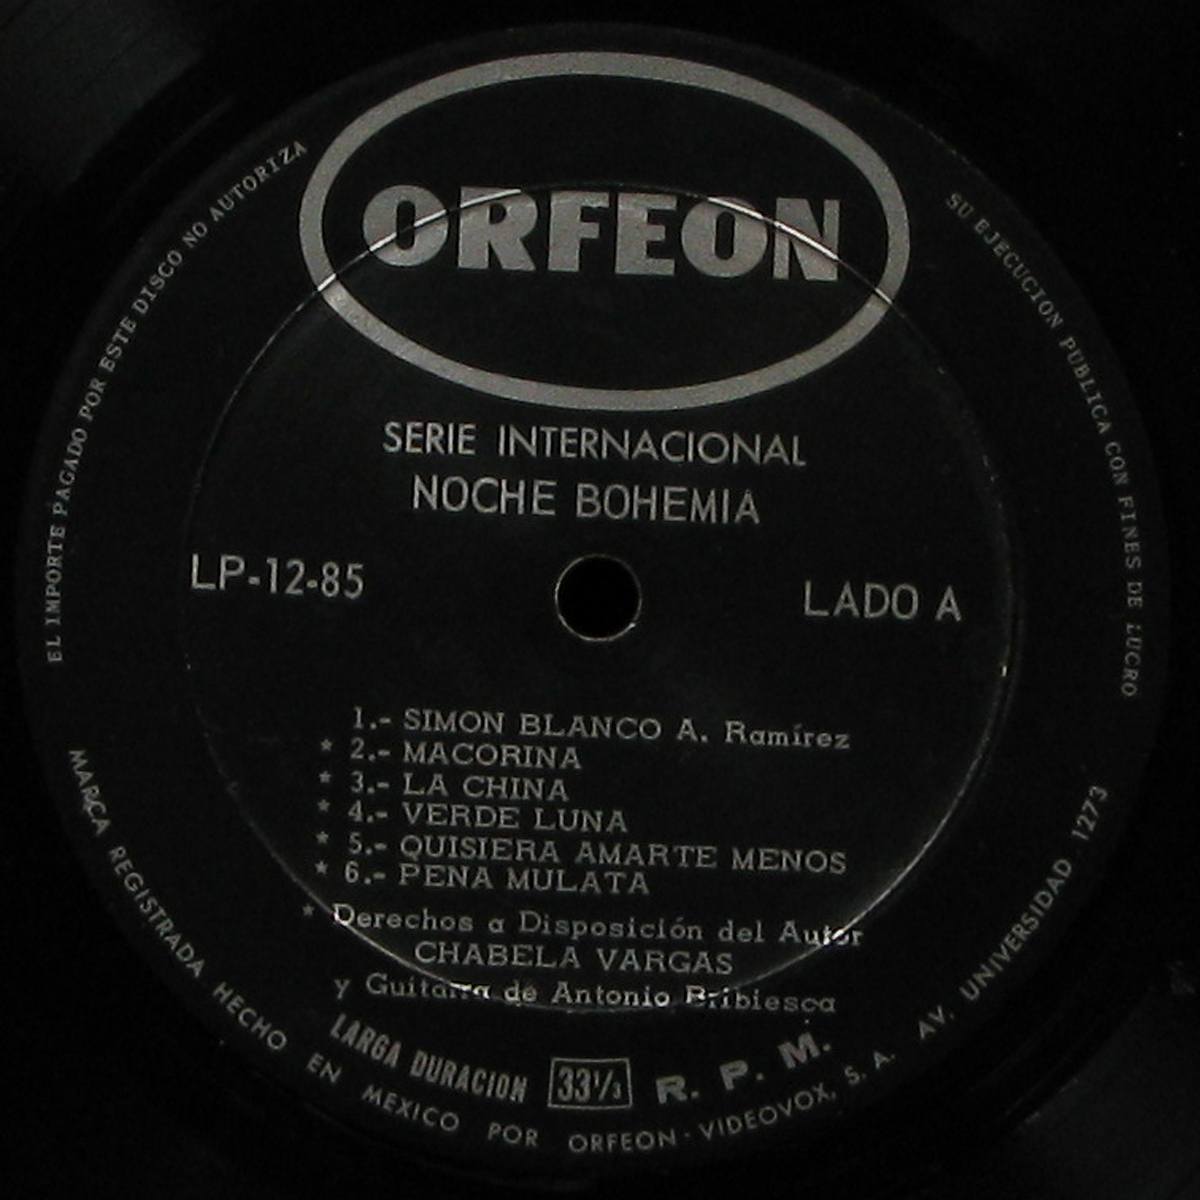 ORFEON
SERIE INTERNACIONAL
NOCHE BOHEMIA
LP-12-85
LADO A
1.- SIMON BLANCO A. Ramírez
* 2.- MACORINA
* 3.- LA CHINA
* 4.- VERDE LUNA
* 5.- QUISIERA AMARTE MENOS
* 6.- PENA MULATA
* Derechos a Disposición del Autor
CHABELA VARGAS
y Guitarra de Antonio Bribiesca
LARGA DURACION 33 1/3 R. P. M.
EL IMPORTE PAGADO POR ESTE DISCO NO AUTORIZA
SU EJECUCION PUBLICA CON FINES DE LUCRO
MARCA REGISTRADA HECHO EN MEXICO POR ORFEON - VIDEOVOX, S. A. AV. UNIVERSIDAD 1273